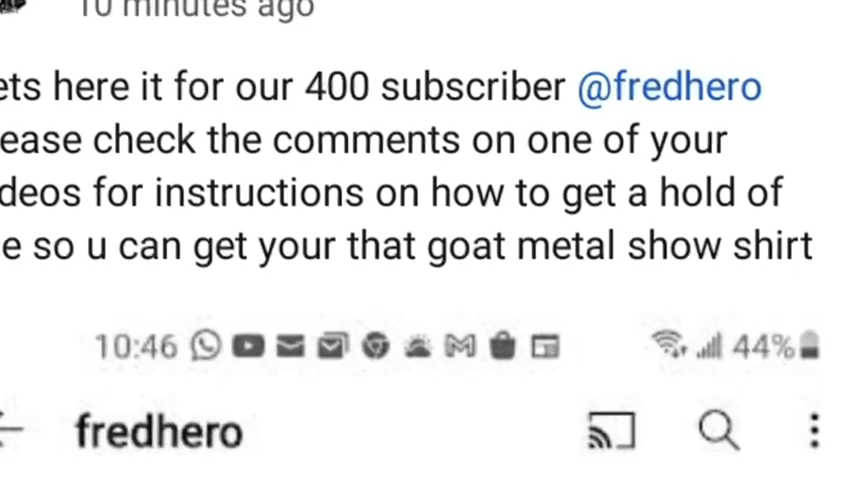 10 minutes ago
ets here it for our 400 subscriber @fredhero
ease check the comments on one of your
deos for instructions on how to get a hold of
e so u can get your that goat metal show shirt
10:46 44%
fredhero